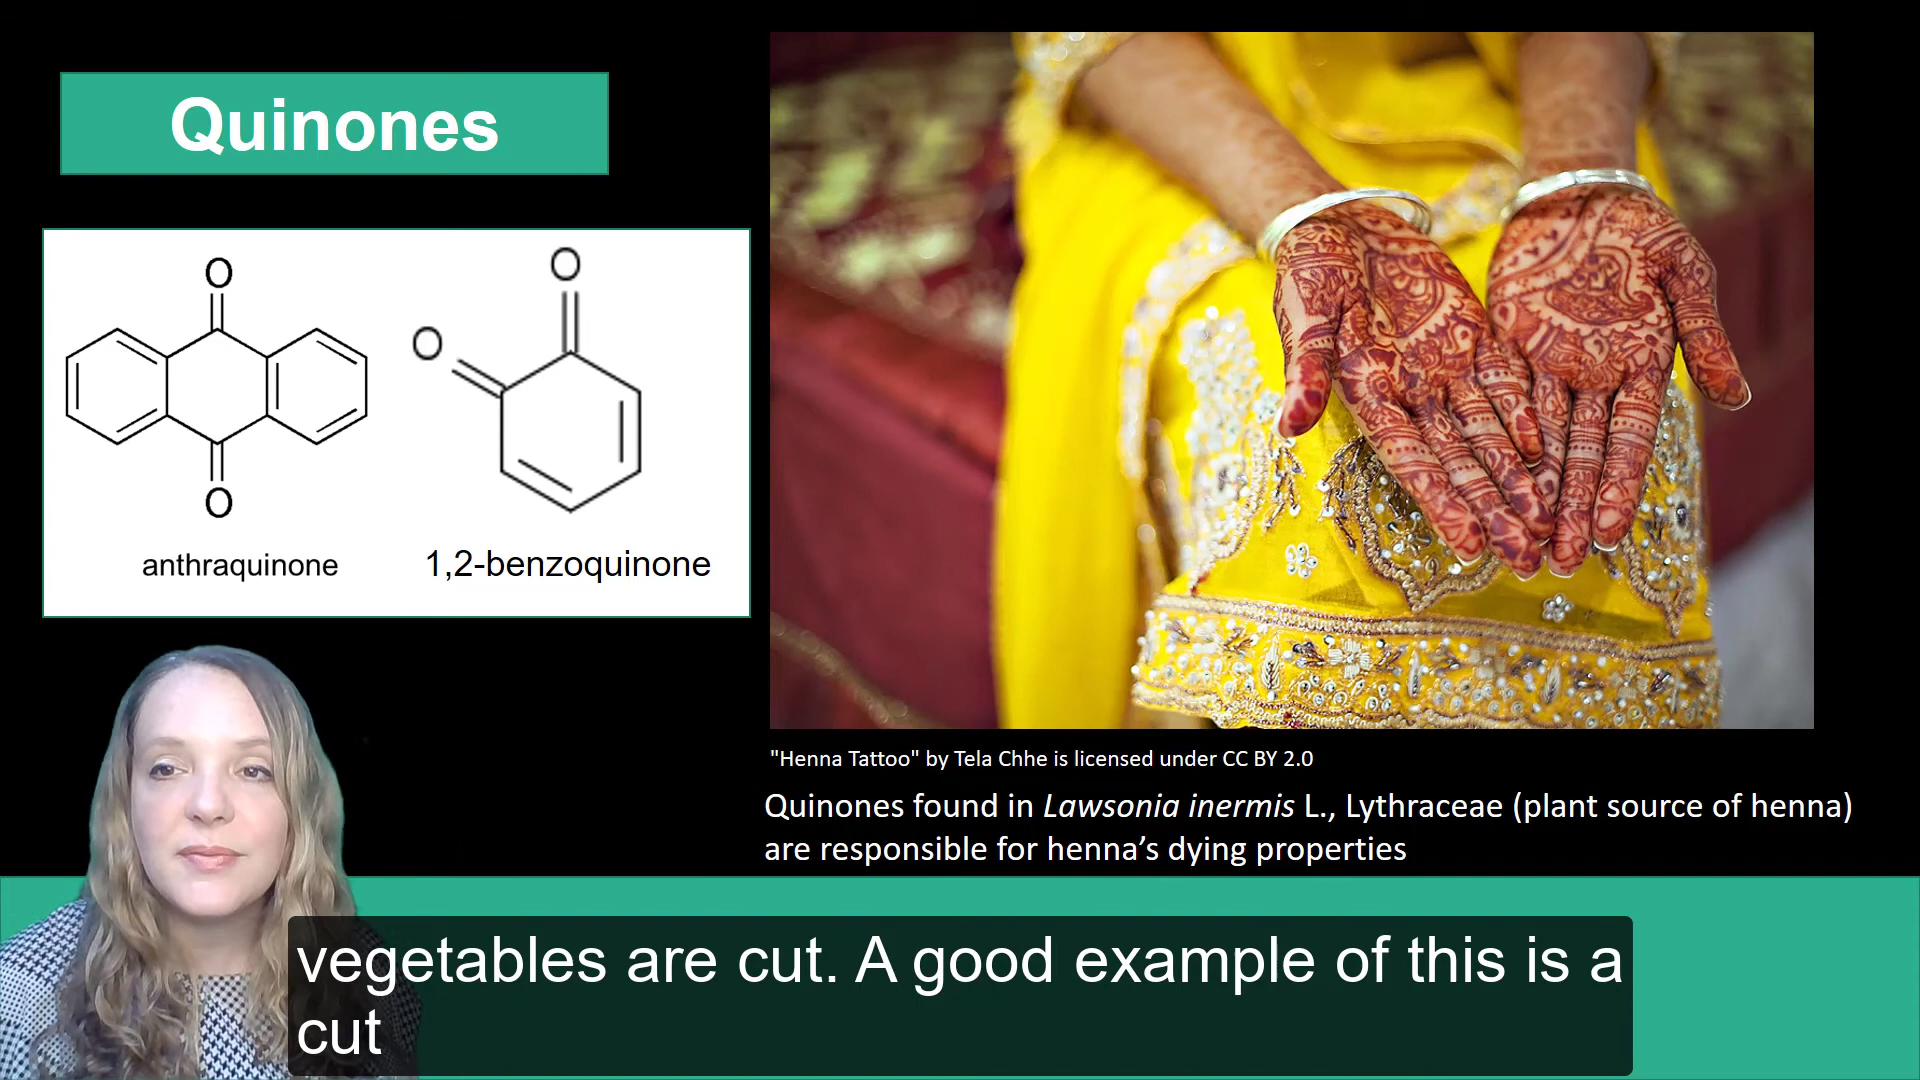 Quinones
O
O
O
O
anthraquinone
1,2-benzoquinone
"Henna Tattoo" by Tela Chhe is licensed under CC BY 2.0
Quinones found in Lawsonia inermis L., Lythraceae (plant source of henna)
are responsible for henna’s dying properties
vegetables are cut. A good example of this is a
cut